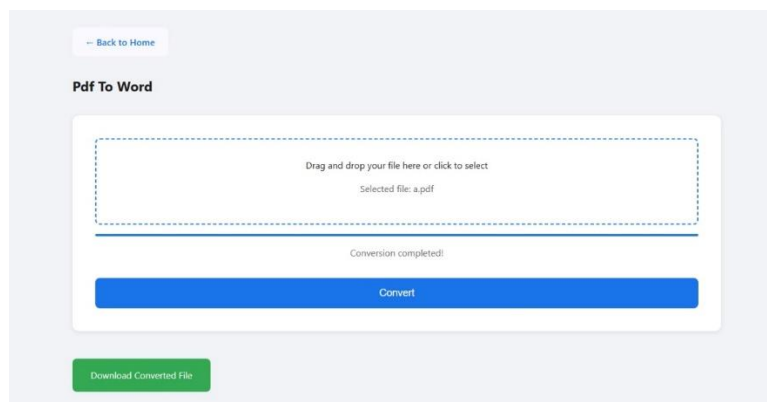 ← Back to Home
Pdf To Word
Drag and drop your file here or click to select
Selected file: a.pdf
Conversion completed!
Convert
Download Converted File